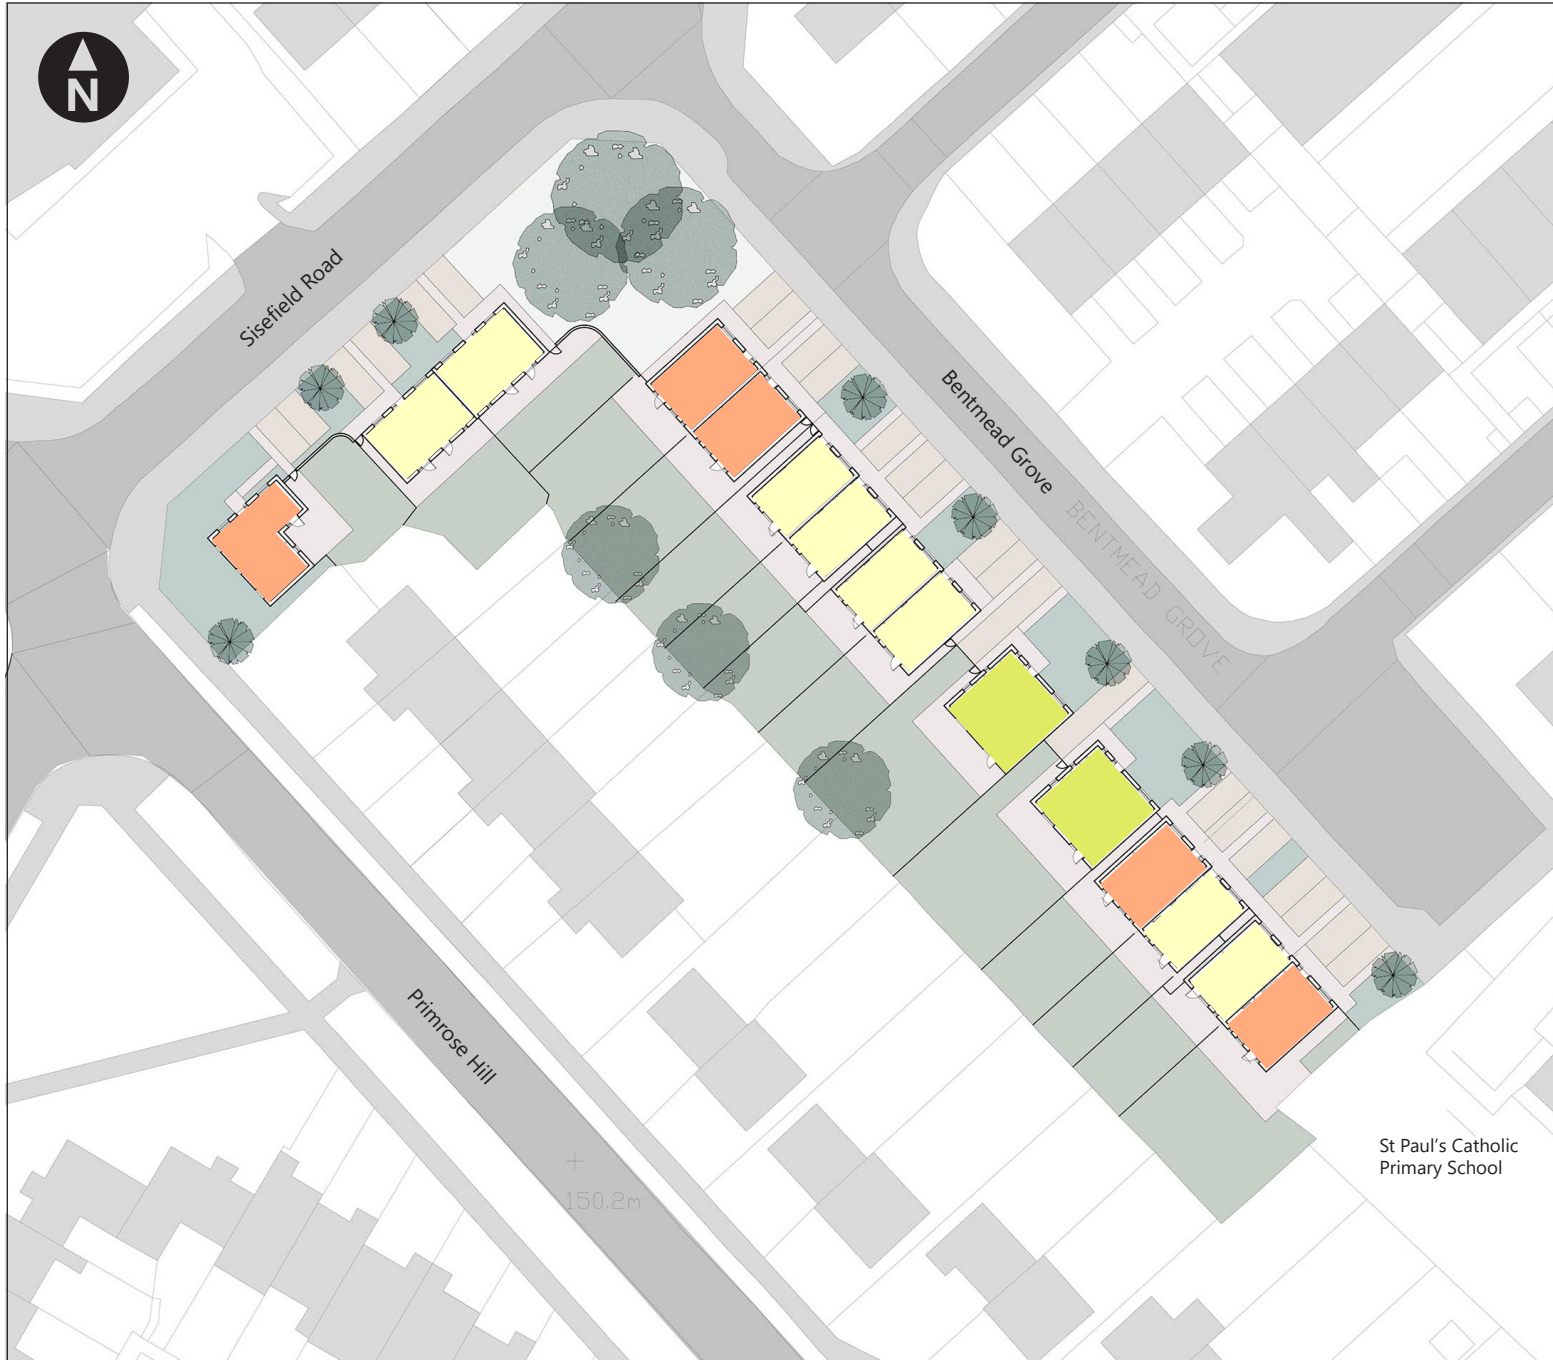 N
Sisefield Road
Bentmead Grove
BENTMEAD GROVE
Primrose Hill
150.2m
St Paul's Catholic
Primary School